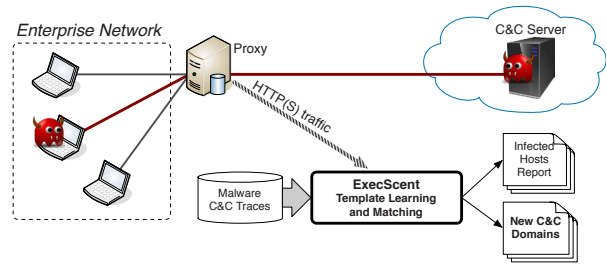 Enterprise Network
Proxy
C&C Server
HTTP(S) traffic
Malware
C&C Traces
ExecScent
Template Learning
and Matching
Infected
Hosts
Report
New C&C
Domains